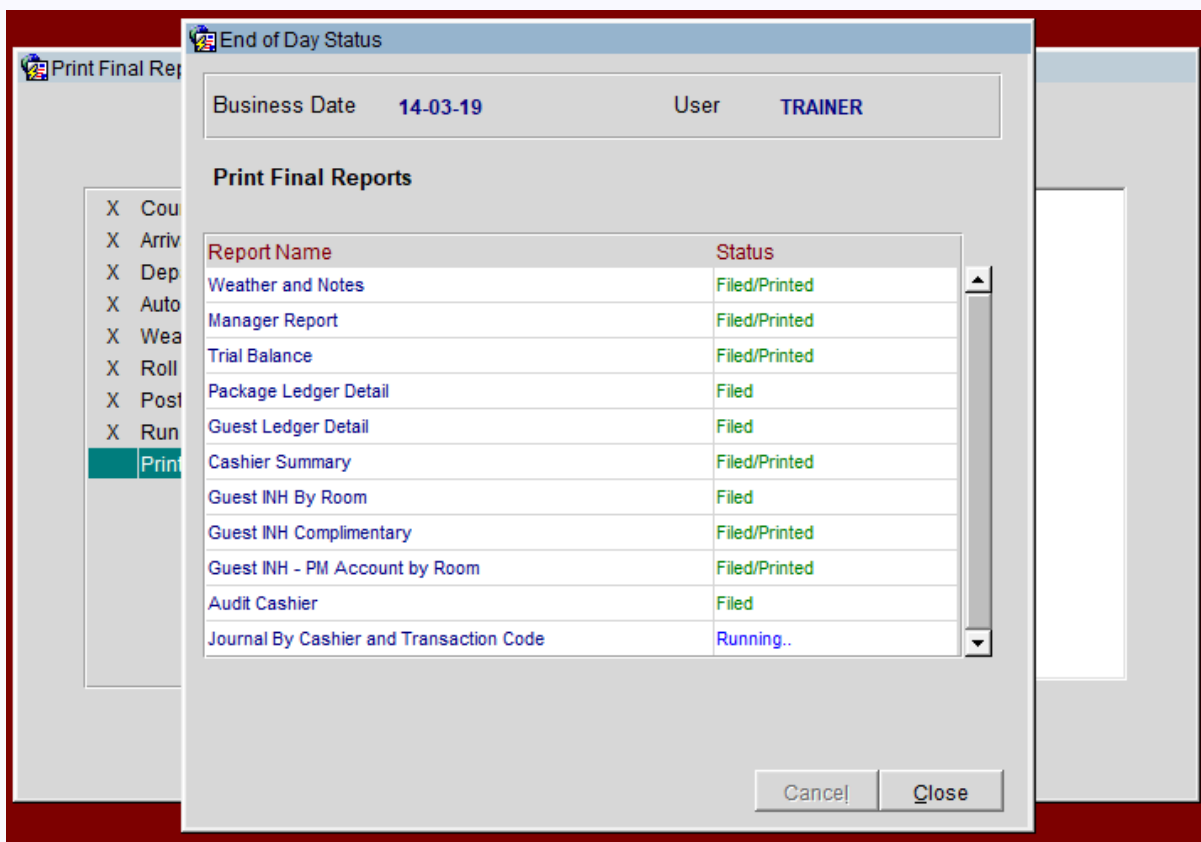 End of Day Status
Print Final Rep
Business Date 14-03-19 User TRAINER
Print Final Reports
X Cou
X Arriv
X Dep
X Auto
X Wea
X Roll
X Post
X Run
Print
Report Name Status
Weather and Notes Filed/Printed
Manager Report Filed/Printed
Trial Balance Filed/Printed
Package Ledger Detail Filed
Guest Ledger Detail Filed
Cashier Summary Filed/Printed
Guest INH By Room Filed
Guest INH Complimentary Filed/Printed
Guest INH - PM Account by Room Filed/Printed
Audit Cashier Filed
Journal By Cashier and Transaction Code Running..
Cancel Close